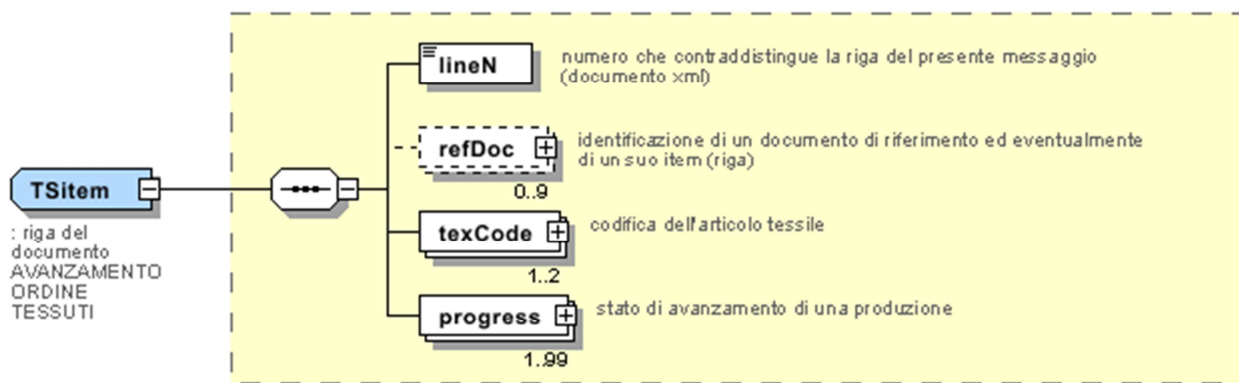 lineN
numero che contraddistingue la riga del presente messaggio
(documento xml)
refDoc
identificazione di un documento di riferimento ed eventualmente
di un suo item (riga)
0..9
TSitem
: riga del
documento
AVANZAMENTO
ORDINE
TESSUTI
texCode
codifica dell'articolo tessile
1..2
progress
stato di avanzamento di una produzione
1..99